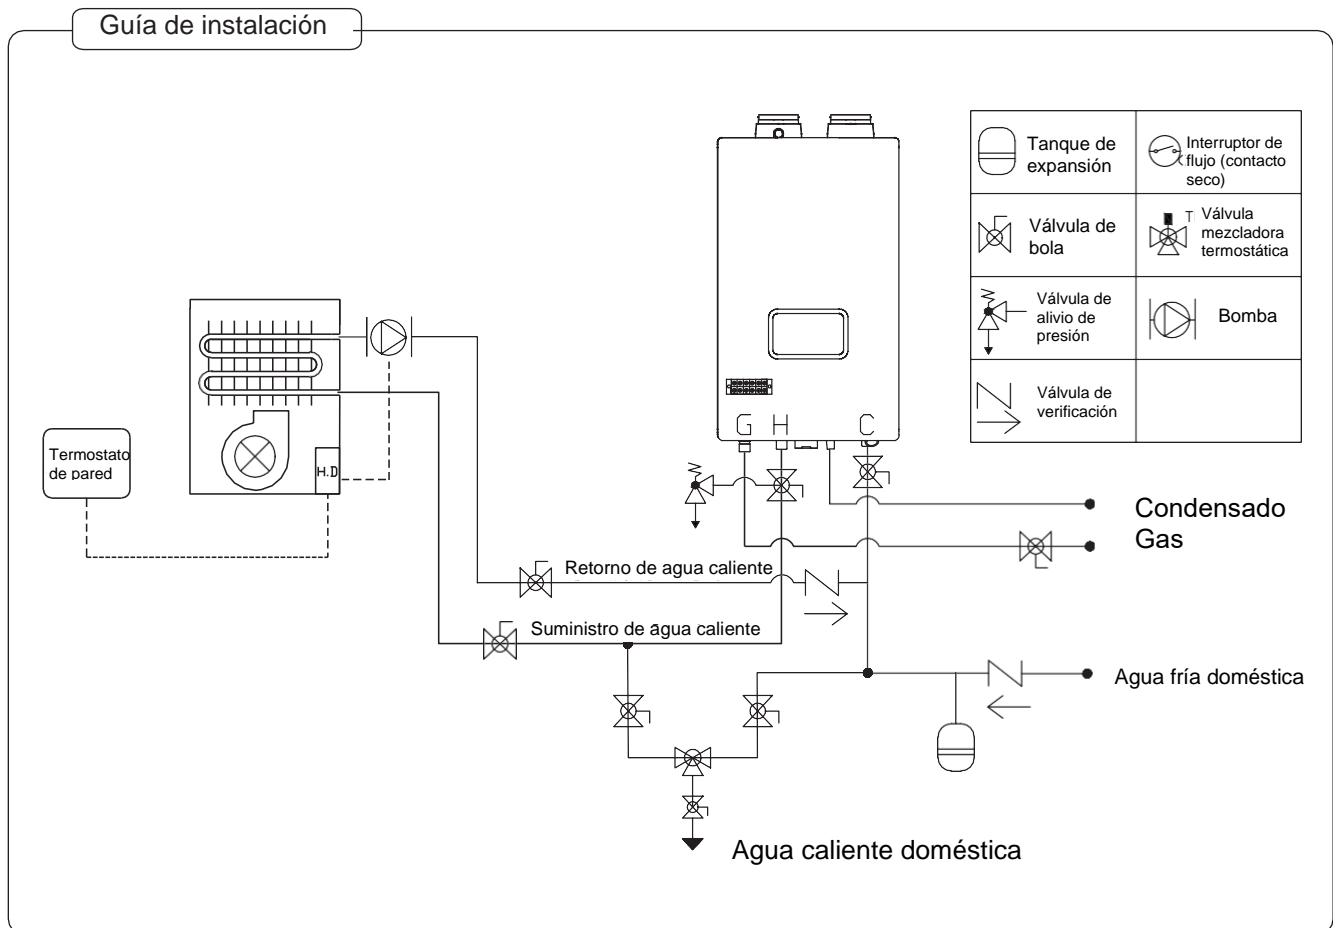 Guía de instalación
Tanque de
expansión
Interruptor de
flujo (contacto
seco)
Válvula de
bola
T
Válvula
mezcladora
termostática
Válvula de
alivio de
presión
Bomba
Válvula de
verificación
Termostato
de pared
H.D
G H C
Condensado
Gas
Retorno de agua caliente
Suministro de agua caliente
Agua fría doméstica
Agua caliente doméstica